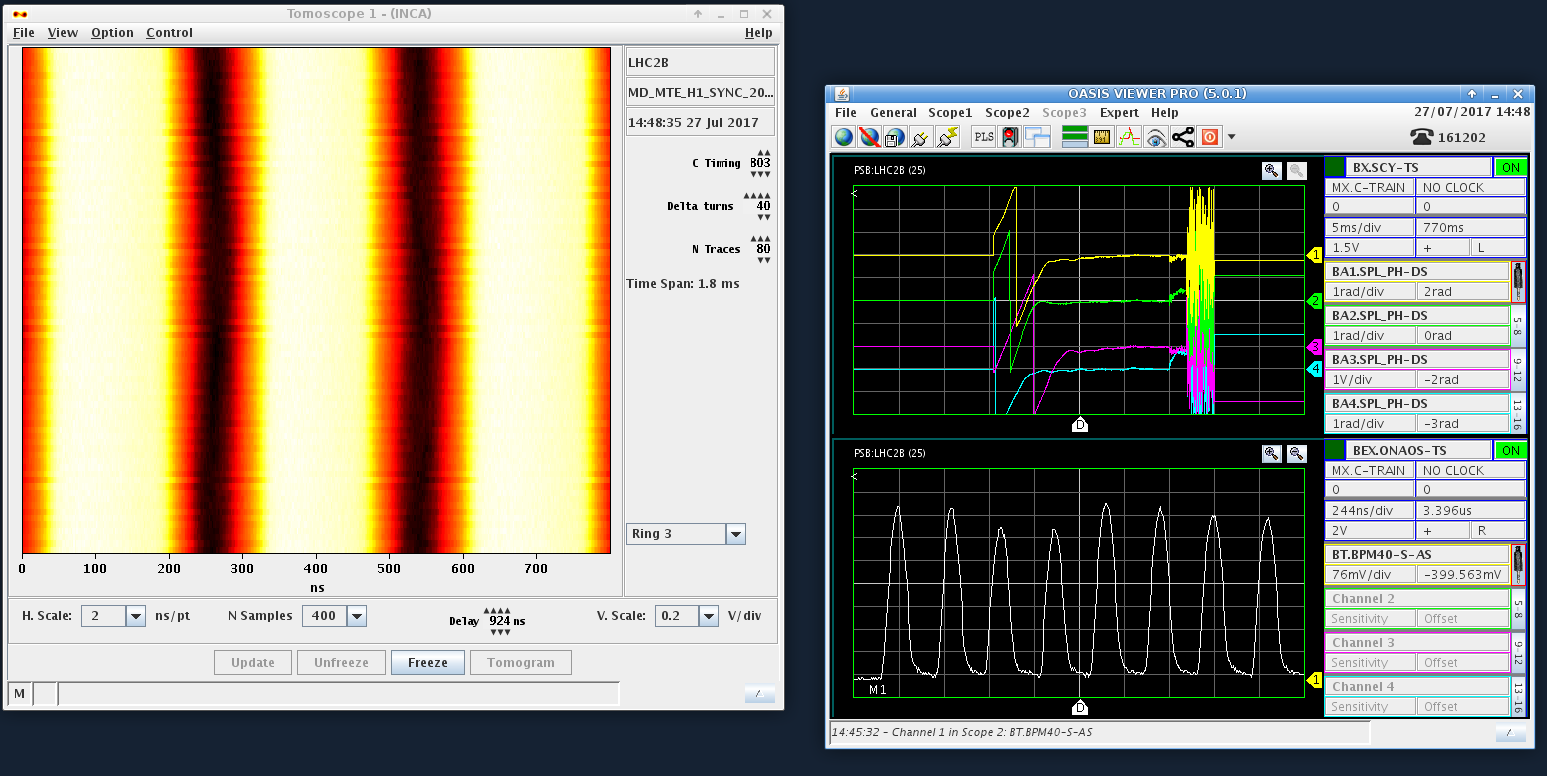 Tomoscope 1 - (INCA)
File View Option Control Help
LHC2B
MD_MTE_H1_SYNC_20...
14:48:35 27 Jul 2017
C Timing 803
Delta turns 40
N Traces 80
Time Span: 1.8 ms
Ring 3
0 100 200 300 400 500 600 700
ns
H. Scale: 2 ns/pt N Samples 400 Delay 924 ns V. Scale: 0.2 V/div
Update Unfreeze Freeze Tomogram
M
OASIS VIEWER PRO (5.0.1)
File General Scope1 Scope2 Scope3 Expert Help 27/07/2017 14:48
PLS 161202
PSB:LHC2B (25)
<
1
2
3
4
D
BX.SCY-TS ON
MX.C-TRAIN NO CLOCK
0 0
5ms/div 770ms
1.5V + L
BA1.SPL_PH-DS
1rad/div 2rad
BA2.SPL_PH-DS
1rad/div 0rad
5-8
BA3.SPL_PH-DS
1V/div -2rad
9-12
BA4.SPL_PH-DS
1rad/div -3rad
13-16
PSB:LHC2B (25)
<
M1
1
D
BEX.ONAOS-TS ON
MX.C-TRAIN NO CLOCK
0 0
244ns/div 3.396us
2V + R
BT.BPM40-S-AS
76mV/div -399.563mV
Channel 2
Sensitivity Offset
5-8
Channel 3
Sensitivity Offset
9-12
Channel 4
Sensitivity Offset
13-16
14:45:32 - Channel 1 in Scope 2: BT.BPM40-S-AS